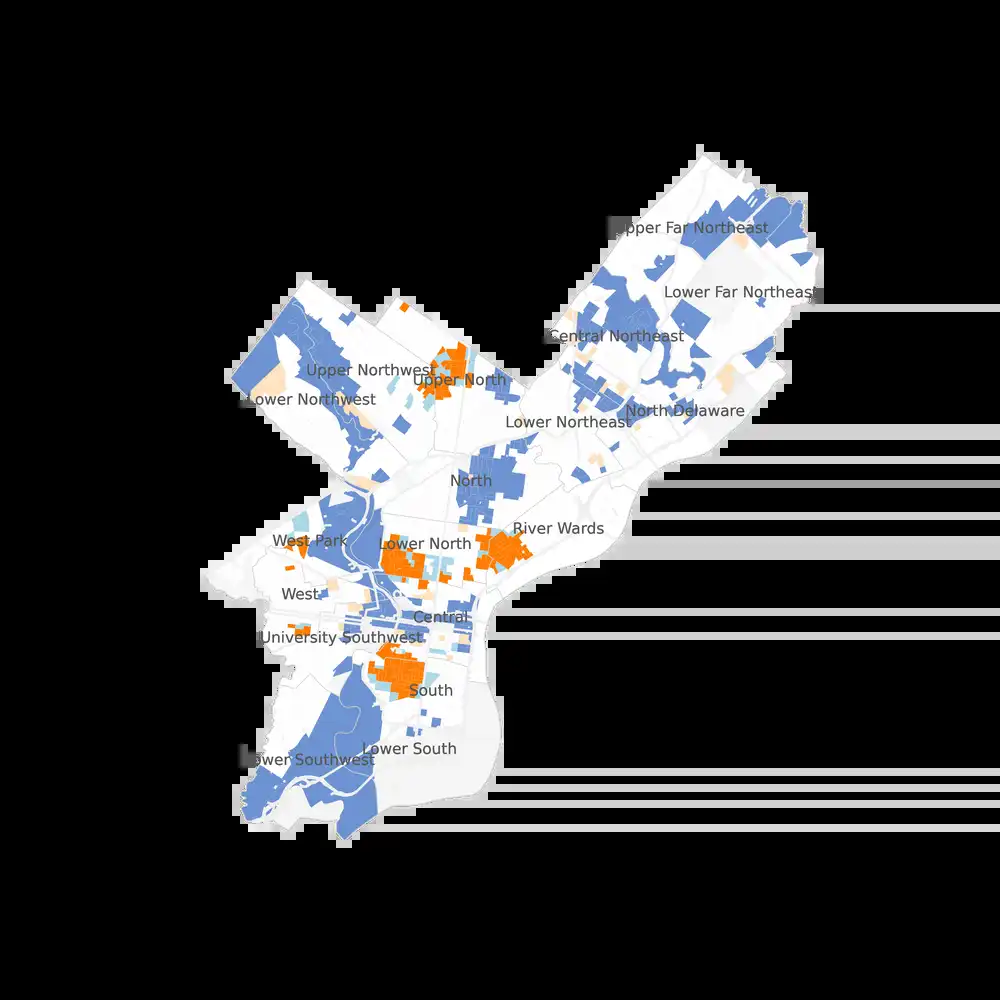 Upper Far Northeast
Lower Far Northeast
Central Northeast
Upper Northwest
Upper North
Lower Northwest
North Delaware
Lower Northeast
North
River Wards
West Park
Lower North
West
Central
University Southwest
South
Lower South
Lower Southwest